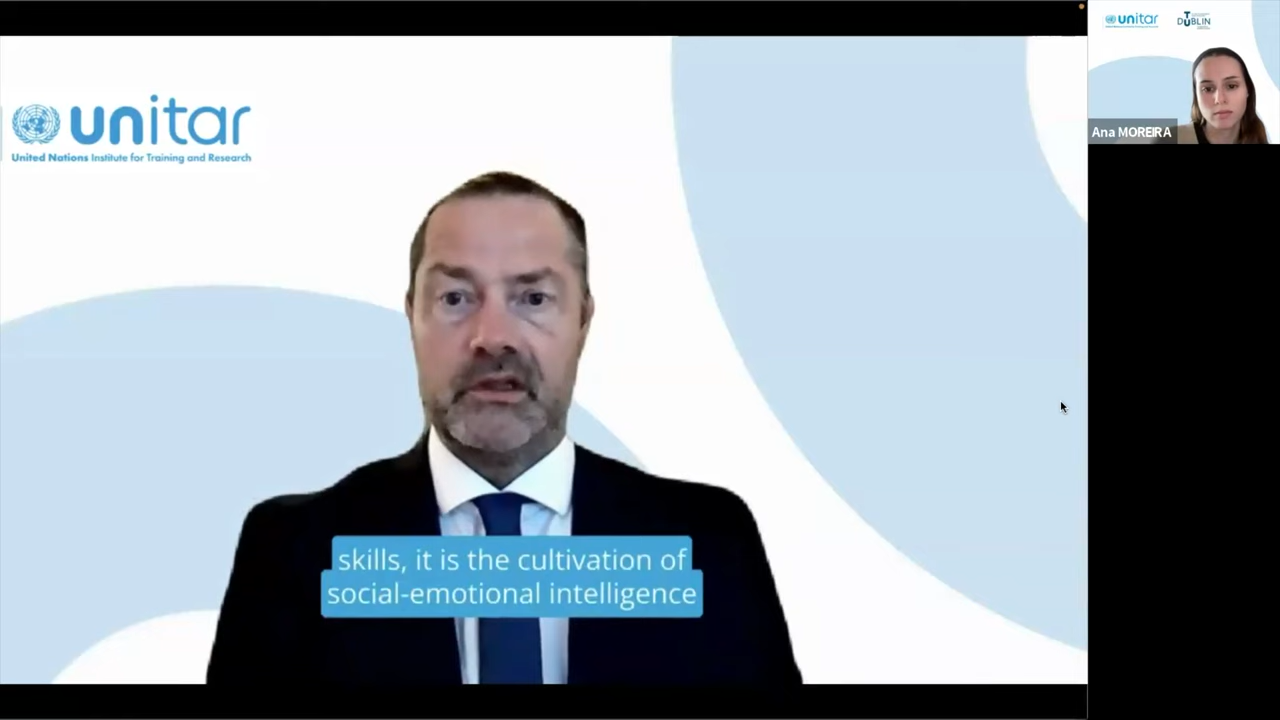 unitar
United Nations Institute for Training and Research
skills, it is the cultivation of
social-emotional intelligence
unitar
DUBLIN
Ana MOREIRA